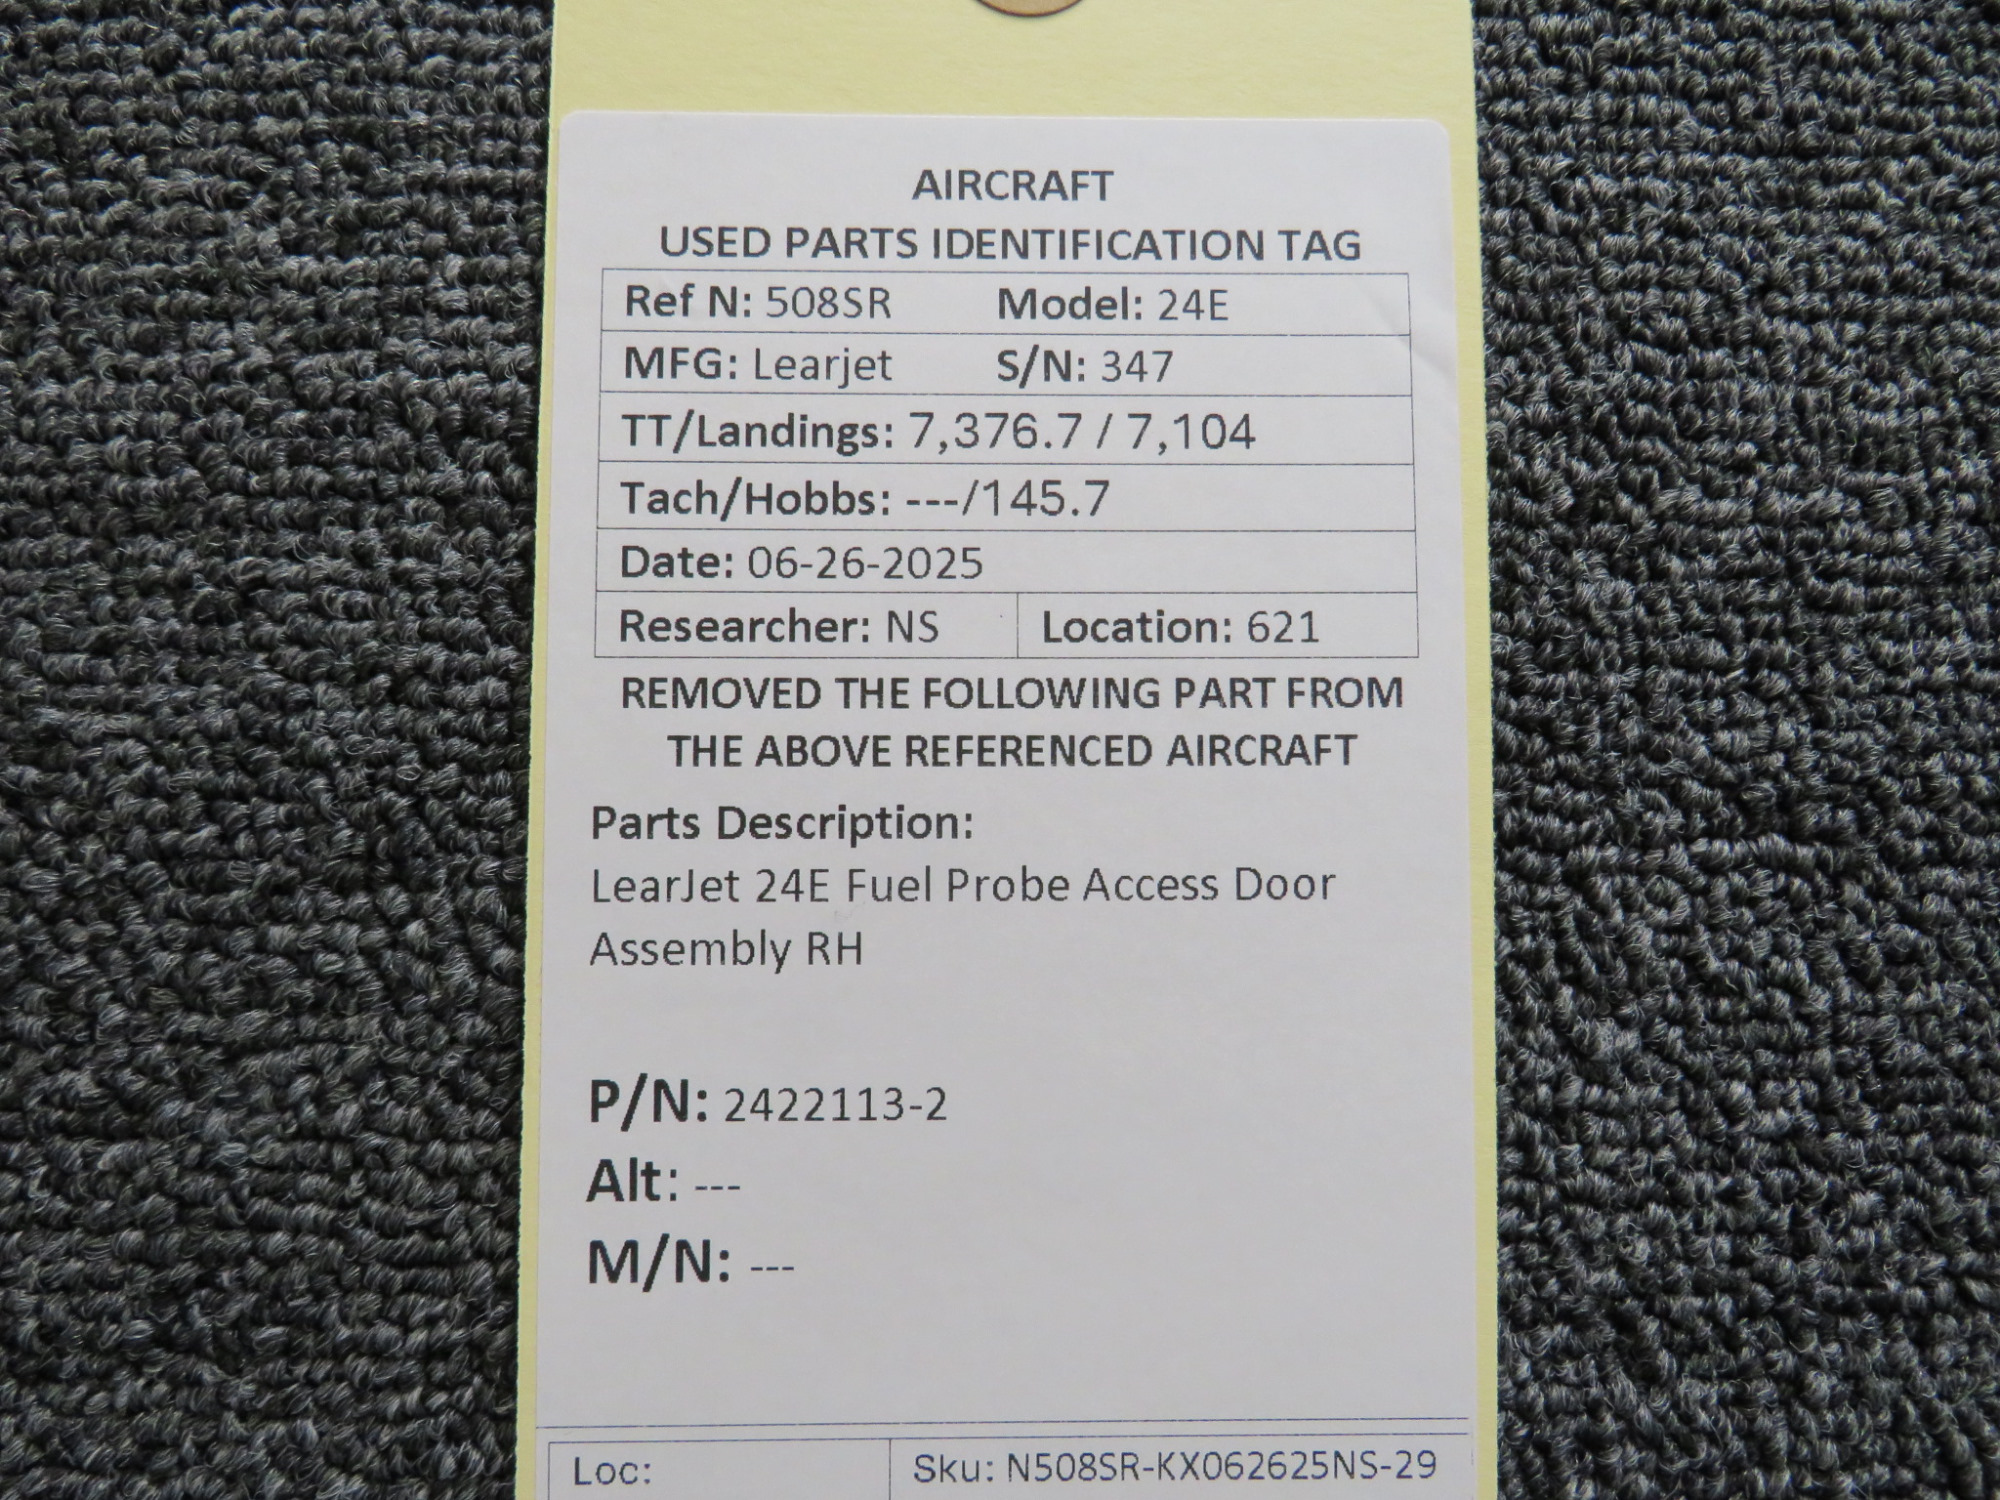 AIRCRAFT
USED PARTS IDENTIFICATION TAG
Ref N: 508SR Model: 24E
MFG: Learjet S/N: 347
TT/Landings: 7,376.7 / 7,104
Tach/Hobbs: ---/145.7
Date: 06-26-2025
Researcher: NS Location: 621
REMOVED THE FOLLOWING PART FROM
THE ABOVE REFERENCED AIRCRAFT
Parts Description:
LearJet 24E Fuel Probe Access Door
Assembly RH
P/N: 2422113-2
Alt: ---
M/N: ---
Loc: Sku: N508SR-KX062625NS-29